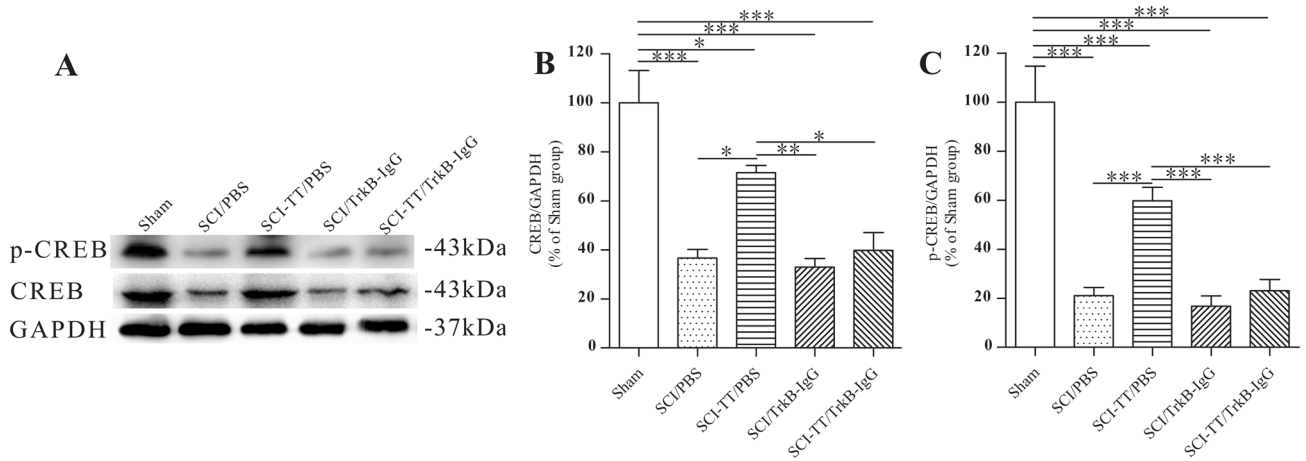 A
Sham
SCI/PBS
SCI-TT/PBS
SCI/TrkB-IgG
SCI-TT/TrkB-IgG
p-CREB
-43kDa
CREB
-43kDa
GAPDH
-37kDa
B
CREB/GAPDH
(% of Sham group)
120
100
80
60
40
20
0
***
***
*
***
*
*
**
Sham
SCI/PBS
SCI-TT/PBS
SCI/TrkB-IgG
SCI-TT/TrkB-IgG
C
p-CREB/GAPDH
(% of Sham group)
120
100
80
60
40
20
0
***
***
***
***
***
***
***
Sham
SCI/PBS
SCI-TT/PBS
SCI/TrkB-IgG
SCI-TT/TrkB-IgG